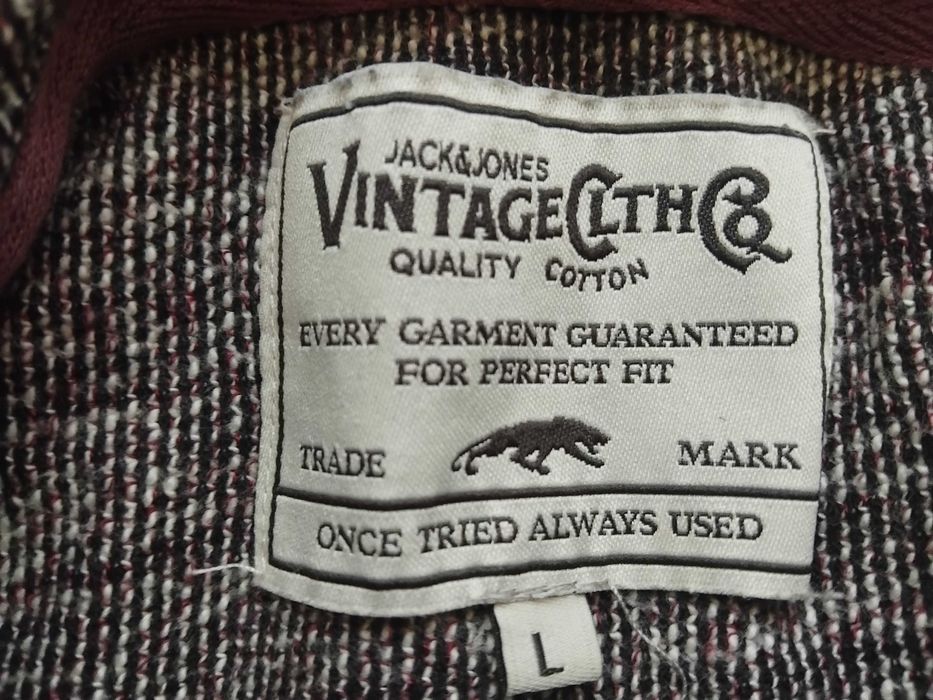 JACK&JONES
VINTAGE CLTH CO
QUALITY COTTON
EVERY GARMENT GUARANTEED
FOR PERFECT FIT
TRADE MARK
ONCE TRIED ALWAYS USED
L